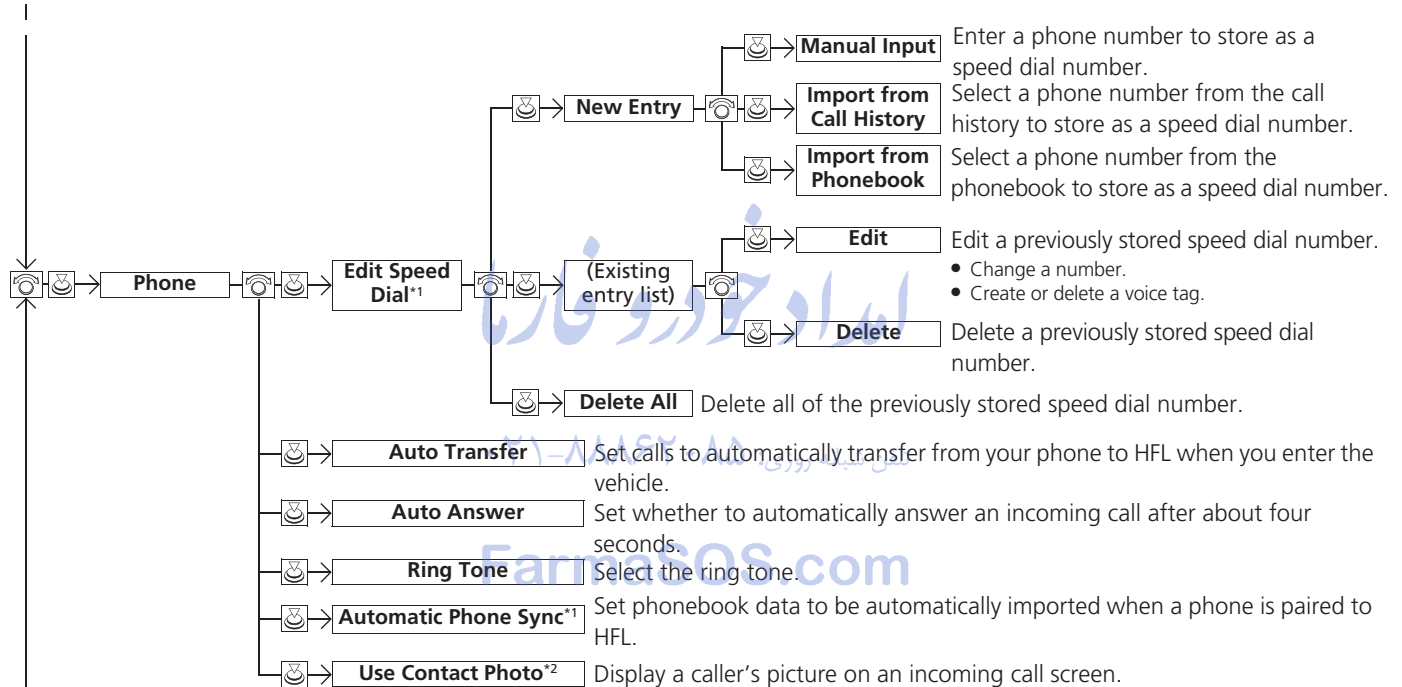 Manual Input
Enter a phone number to store as a
speed dial number.
New Entry
Import from
Call History
Select a phone number from the call
history to store as a speed dial number.
Import from
Phonebook
Select a phone number from the
phonebook to store as a speed dial number.
Phone
Edit Speed
Dial*1
(Existing
entry list)
Edit
Edit a previously stored speed dial number.
• Change a number.
• Create or delete a voice tag.
Delete
Delete a previously stored speed dial
number.
امداد خودرو فارما
Delete All
Delete all of the previously stored speed dial number.
Auto Transfer
Set calls to automatically transfer from your phone to HFL when you enter the
vehicle.
تلفن شبانه روزی: ۰۲۱-۸۸۸۶۲۰۸۵
Auto Answer
Set whether to automatically answer an incoming call after about four
seconds.
Ring Tone
Select the ring tone.
FarmaSOS.com
Automatic Phone Sync*1
Set phonebook data to be automatically imported when a phone is paired to
HFL.
Use Contact Photo*2
Display a caller's picture on an incoming call screen.